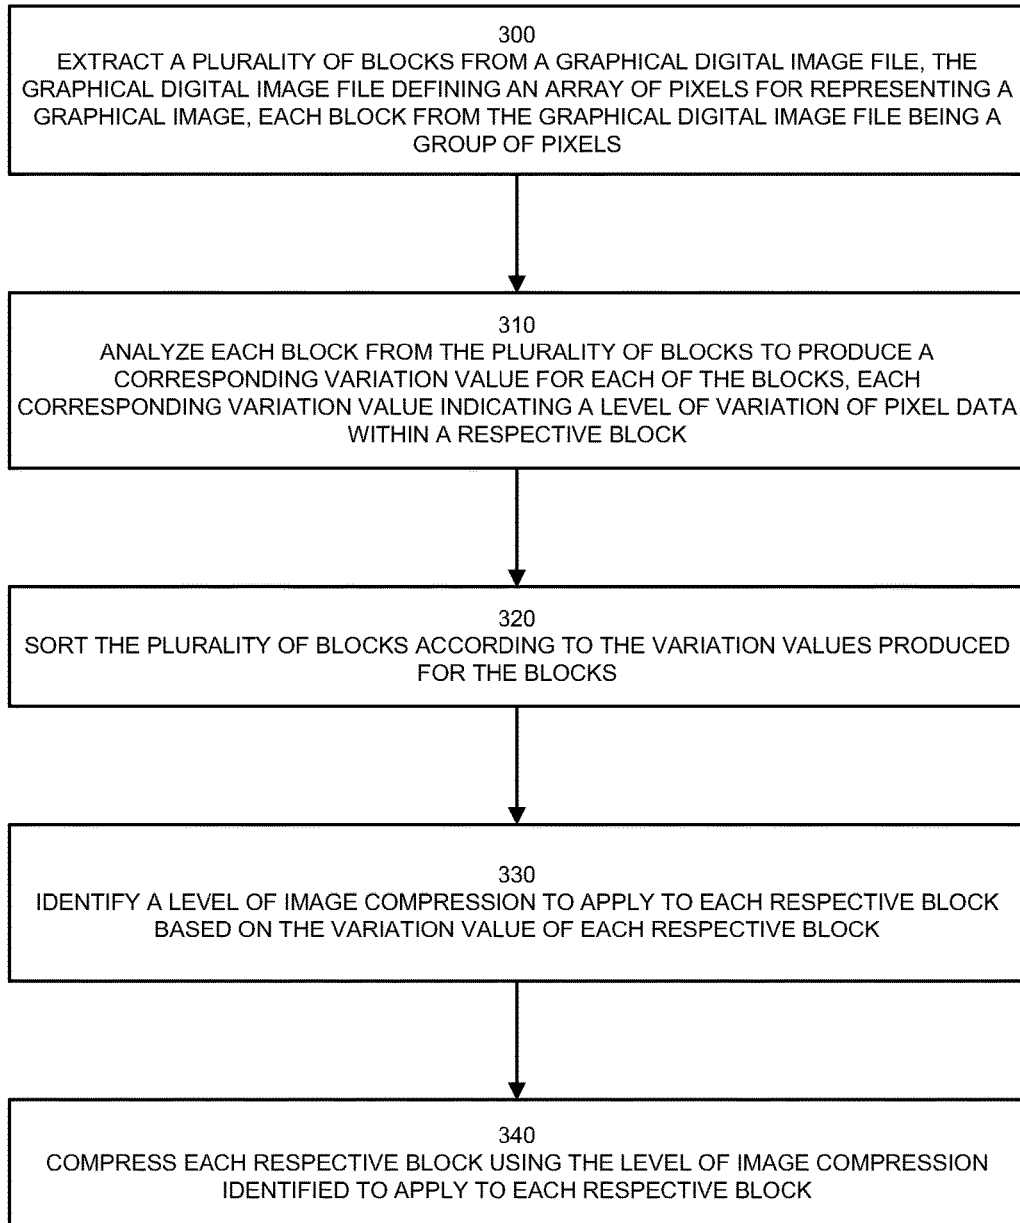 300
EXTRACT A PLURALITY OF BLOCKS FROM A GRAPHICAL DIGITAL IMAGE FILE, THE
GRAPHICAL DIGITAL IMAGE FILE DEFINING AN ARRAY OF PIXELS FOR REPRESENTING A
GRAPHICAL IMAGE, EACH BLOCK FROM THE GRAPHICAL DIGITAL IMAGE FILE BEING A
GROUP OF PIXELS
310
ANALYZE EACH BLOCK FROM THE PLURALITY OF BLOCKS TO PRODUCE A
CORRESPONDING VARIATION VALUE FOR EACH OF THE BLOCKS, EACH
CORRESPONDING VARIATION VALUE INDICATING A LEVEL OF VARIATION OF PIXEL DATA
WITHIN A RESPECTIVE BLOCK
320
SORT THE PLURALITY OF BLOCKS ACCORDING TO THE VARIATION VALUES PRODUCED
FOR THE BLOCKS
330
IDENTIFY A LEVEL OF IMAGE COMPRESSION TO APPLY TO EACH RESPECTIVE BLOCK
BASED ON THE VARIATION VALUE OF EACH RESPECTIVE BLOCK
340
COMPRESS EACH RESPECTIVE BLOCK USING THE LEVEL OF IMAGE COMPRESSION
IDENTIFIED TO APPLY TO EACH RESPECTIVE BLOCK